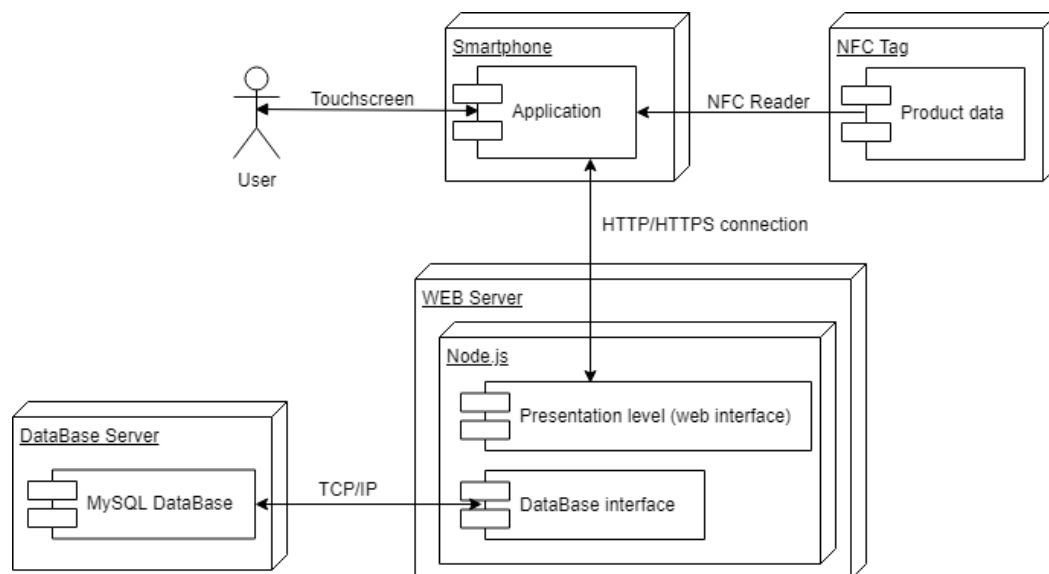 Smartphone
NFC Tag
Touchscreen
Application
NFC Reader
Product data
User
HTTP/HTTPS connection
WEB Server
Node.js
Presentation level (web interface)
DataBase Server
MySQL DataBase
TCP/IP
DataBase interface